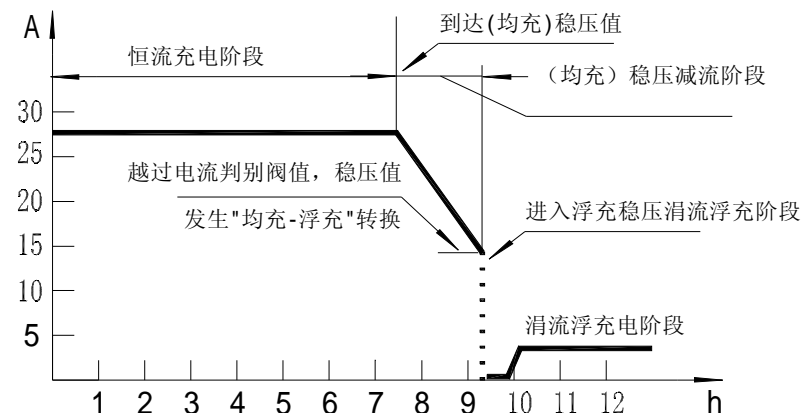 A
到达(均充)稳压值
恒流充电阶段
（均充）稳压减流阶段
30
25
越过电流判别阀值，稳压值
20
发生"均充-浮充"转换
进入浮充稳压涓流浮充阶段
15
10
涓流浮充电阶段
5
1 2 3 4 5 6 7 8 9 10 11 12 h